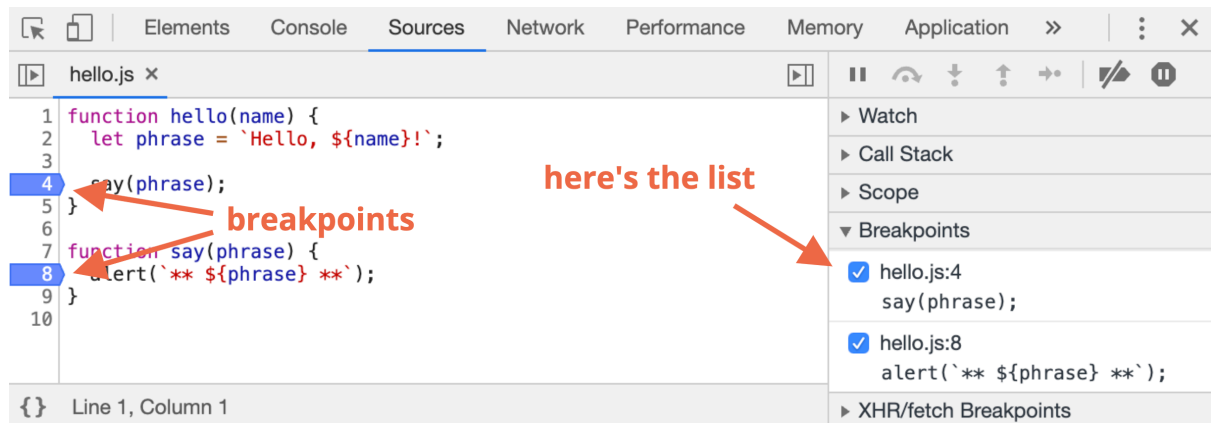 Elements Console Sources Network Performance Memory Application »
hello.js ×
1 function hello(name) {
2   let phrase = `Hello, ${name}!`;
3
4   say(phrase);
5 }
6
7 function say(phrase) {
8   alert(`** ${phrase} **`);
9 }
10
breakpoints
here's the list
{} Line 1, Column 1
Watch
Call Stack
Scope
Breakpoints
hello.js:4
say(phrase);
hello.js:8
alert(`** ${phrase} **`);
XHR/fetch Breakpoints